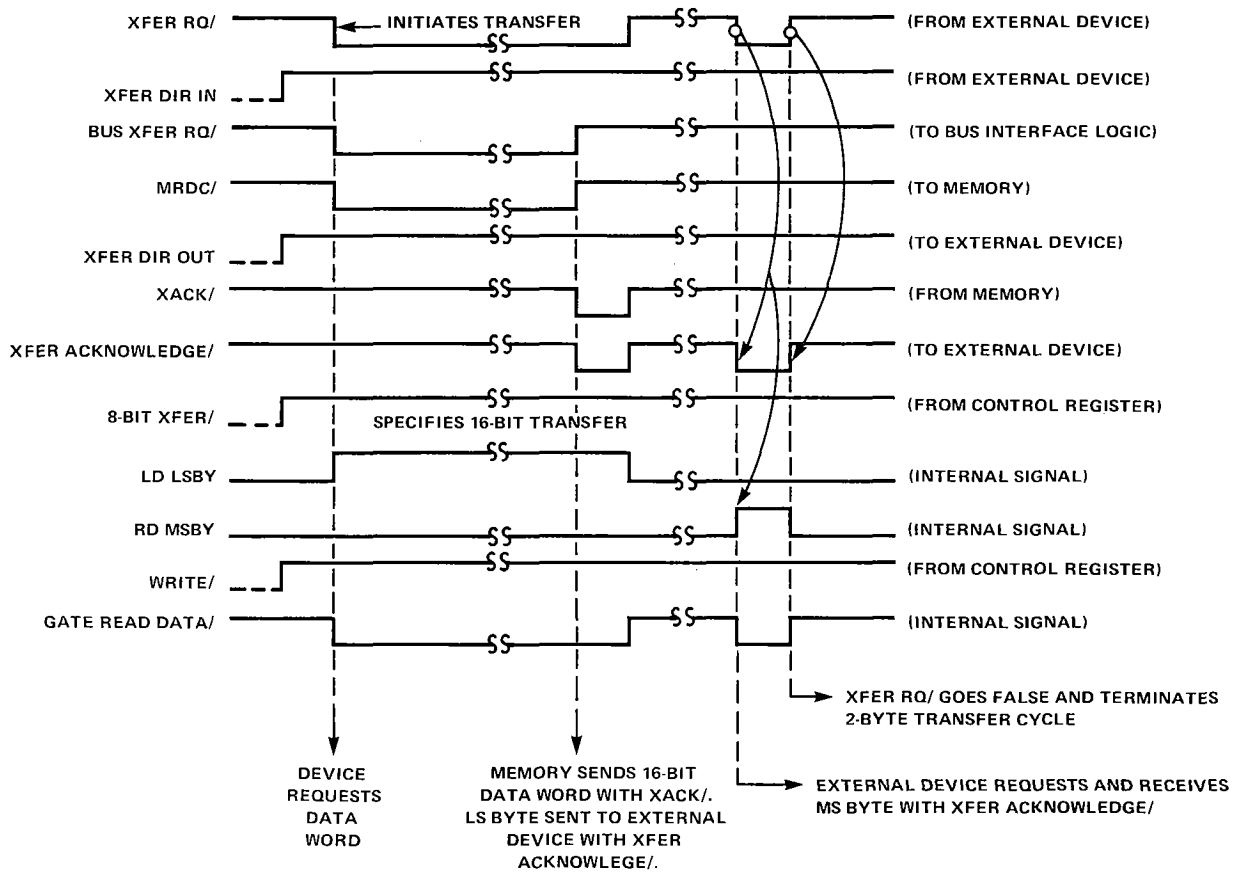 XFER RQ/
INITIATES TRANSFER
(FROM EXTERNAL DEVICE)
XFER DIR IN
(FROM EXTERNAL DEVICE)
BUS XFER RQ/
(TO BUS INTERFACE LOGIC)
MRDC/
(TO MEMORY)
XFER DIR OUT
(TO EXTERNAL DEVICE)
XACK/
(FROM MEMORY)
XFER ACKNOWLEDGE/
(TO EXTERNAL DEVICE)
8-BIT XFER/
SPECIFIES 16-BIT TRANSFER
(FROM CONTROL REGISTER)
LD LSBY
(INTERNAL SIGNAL)
RD MSBY
(INTERNAL SIGNAL)
WRITE/
(FROM CONTROL REGISTER)
GATE READ DATA/
(INTERNAL SIGNAL)
XFER RQ/ GOES FALSE AND TERMINATES
2-BYTE TRANSFER CYCLE
DEVICE
REQUESTS
DATA
WORD
MEMORY SENDS 16-BIT
DATA WORD WITH XACK/.
LS BYTE SENT TO EXTERNAL
DEVICE WITH XFER
ACKNOWLEGE/.
EXTERNAL DEVICE REQUESTS AND RECEIVES
MS BYTE WITH XFER ACKNOWLEDGE/